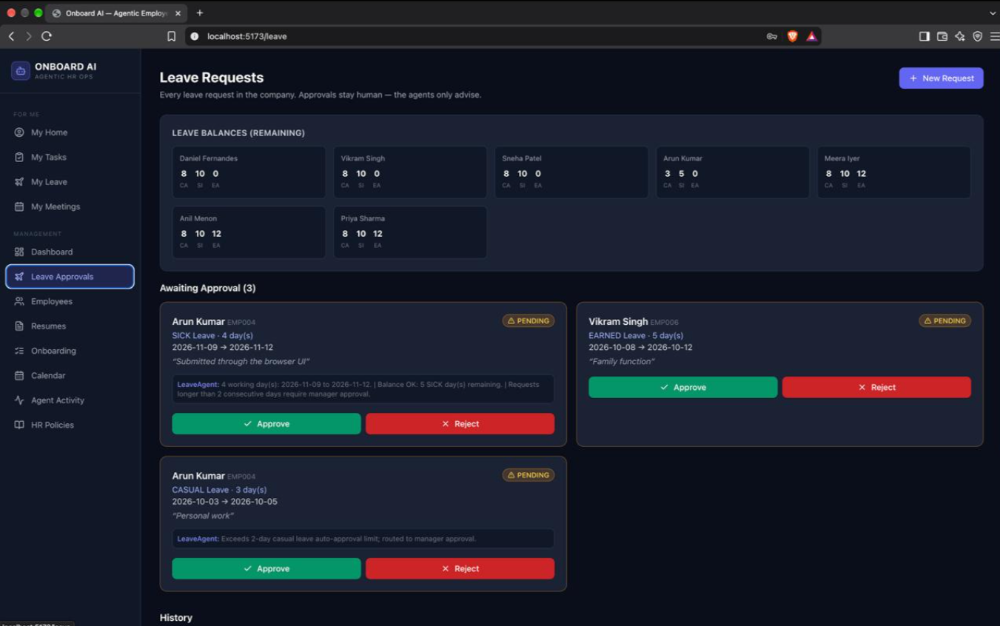 Onboard AI — Agentic Employ
localhost:5173/leave
ONBOARD AI
AGENTIC HR OPS
FOR ME
My Home
My Tasks
My Leave
My Meetings
MANAGEMENT
Dashboard
Leave Approvals
Employees
Resumes
Onboarding
Calendar
Agent Activity
HR Policies
Leave Requests
Every leave request in the company. Approvals stay human — the agents only advise.
+ New Request
LEAVE BALANCES (REMAINING)
Daniel Fernandes
8 10 0
CA SI EA
Vikram Singh
8 10 0
CA SI EA
Sneha Patel
8 10 0
CA SI EA
Arun Kumar
3 5 0
CA SI EA
Meera Iyer
8 10 12
CA SI EA
Anil Menon
8 10 12
CA SI EA
Priya Sharma
8 10 12
CA SI EA
Awaiting Approval (3)
Arun Kumar EMP004
PENDING
SICK Leave · 4 day(s)
2026-11-09 → 2026-11-12
“Submitted through the browser UI”
LeaveAgent: 4 working day(s): 2026-11-09 to 2026-11-12. | Balance OK: 5 SICK day(s) remaining. | Requests
longer than 2 consecutive days require manager approval.
Approve
Reject
Vikram Singh EMP006
PENDING
EARNED Leave · 5 day(s)
2026-10-08 → 2026-10-12
“Family function”
Approve
Reject
Arun Kumar EMP004
PENDING
CASUAL Leave · 3 day(s)
2026-10-03 → 2026-10-05
“Personal work”
LeaveAgent: Exceeds 2-day casual leave auto-approval limit; routed to manager approval.
Approve
Reject
History